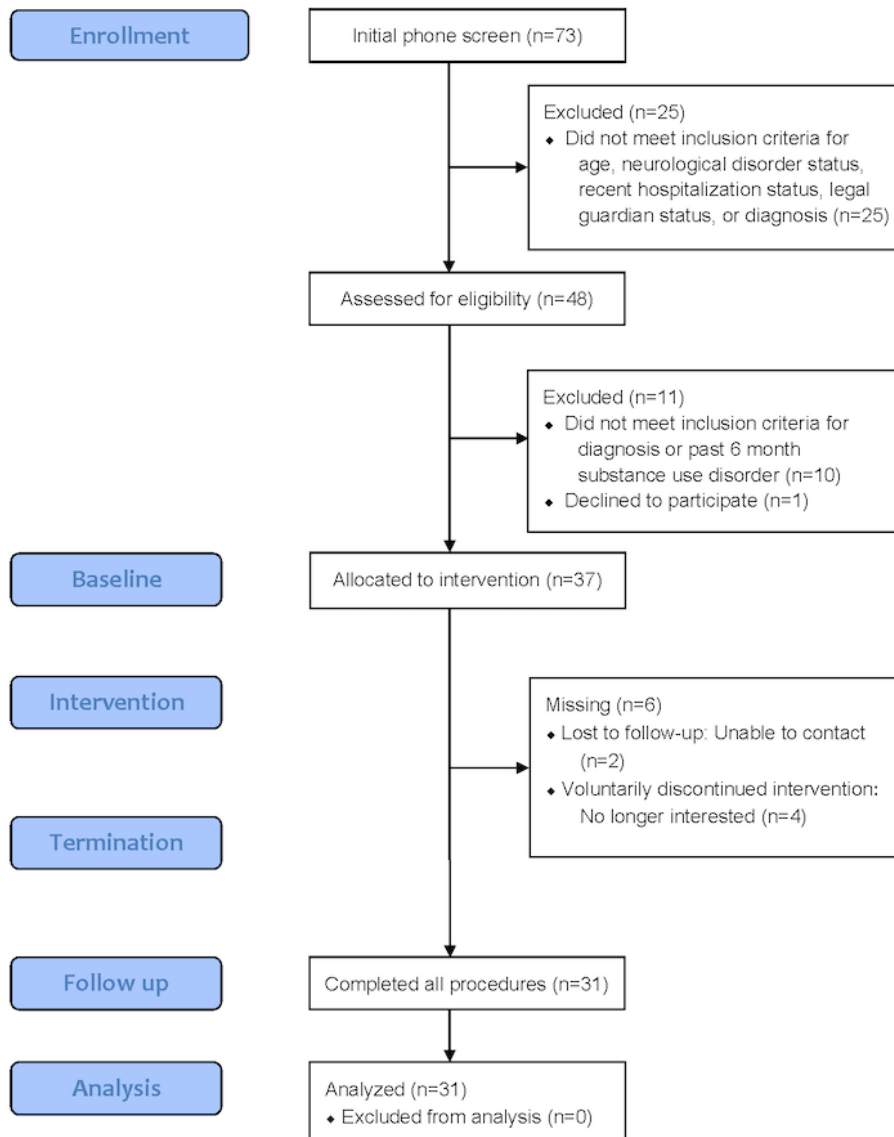 Enrollment
Initial phone screen (n=73)
Excluded (n=25)
⬥ Did not meet inclusion criteria for
age, neurological disorder status,
recent hospitalization status, legal
guardian status, or diagnosis (n=25)
Assessed for eligibility (n=48)
Excluded (n=11)
⬥ Did not meet inclusion criteria for
diagnosis or past 6 month
substance use disorder (n=10)
⬥ Declined to participate (n=1)
Baseline
Allocated to intervention (n=37)
Intervention
Missing (n=6)
⬥ Lost to follow-up: Unable to contact
(n=2)
⬥ Voluntarily discontinued intervention:
No longer interested (n=4)
Termination
Follow up
Completed all procedures (n=31)
Analysis
Analyzed (n=31)
⬥ Excluded from analysis (n=0)